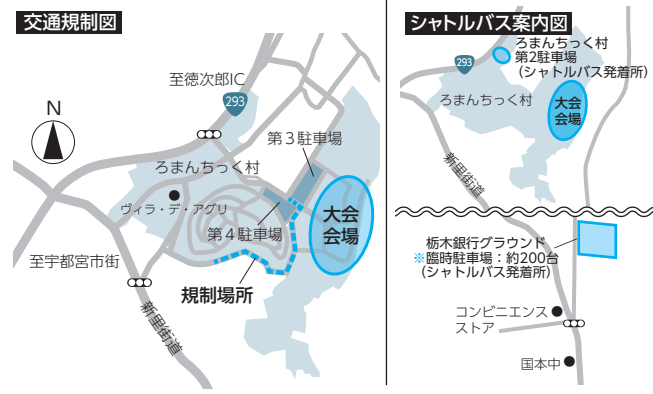 交通規制図
至徳次郎IC
293
N
第3駐車場
ろまんちっく村
ヴィラ・デ・アグリ
第4駐車場
大会
会場
至宇都宮市街
規制場所
新里街道
シャトルバス案内図
ろまんちっく村
第2駐車場
(シャトルバス発着所)
293
ろまんちっく村
大会
会場
新里街道
栃木銀行グラウンド
※臨時駐車場:約200台
(シャトルバス発着所)
コンビニエンス
ストア
国本中